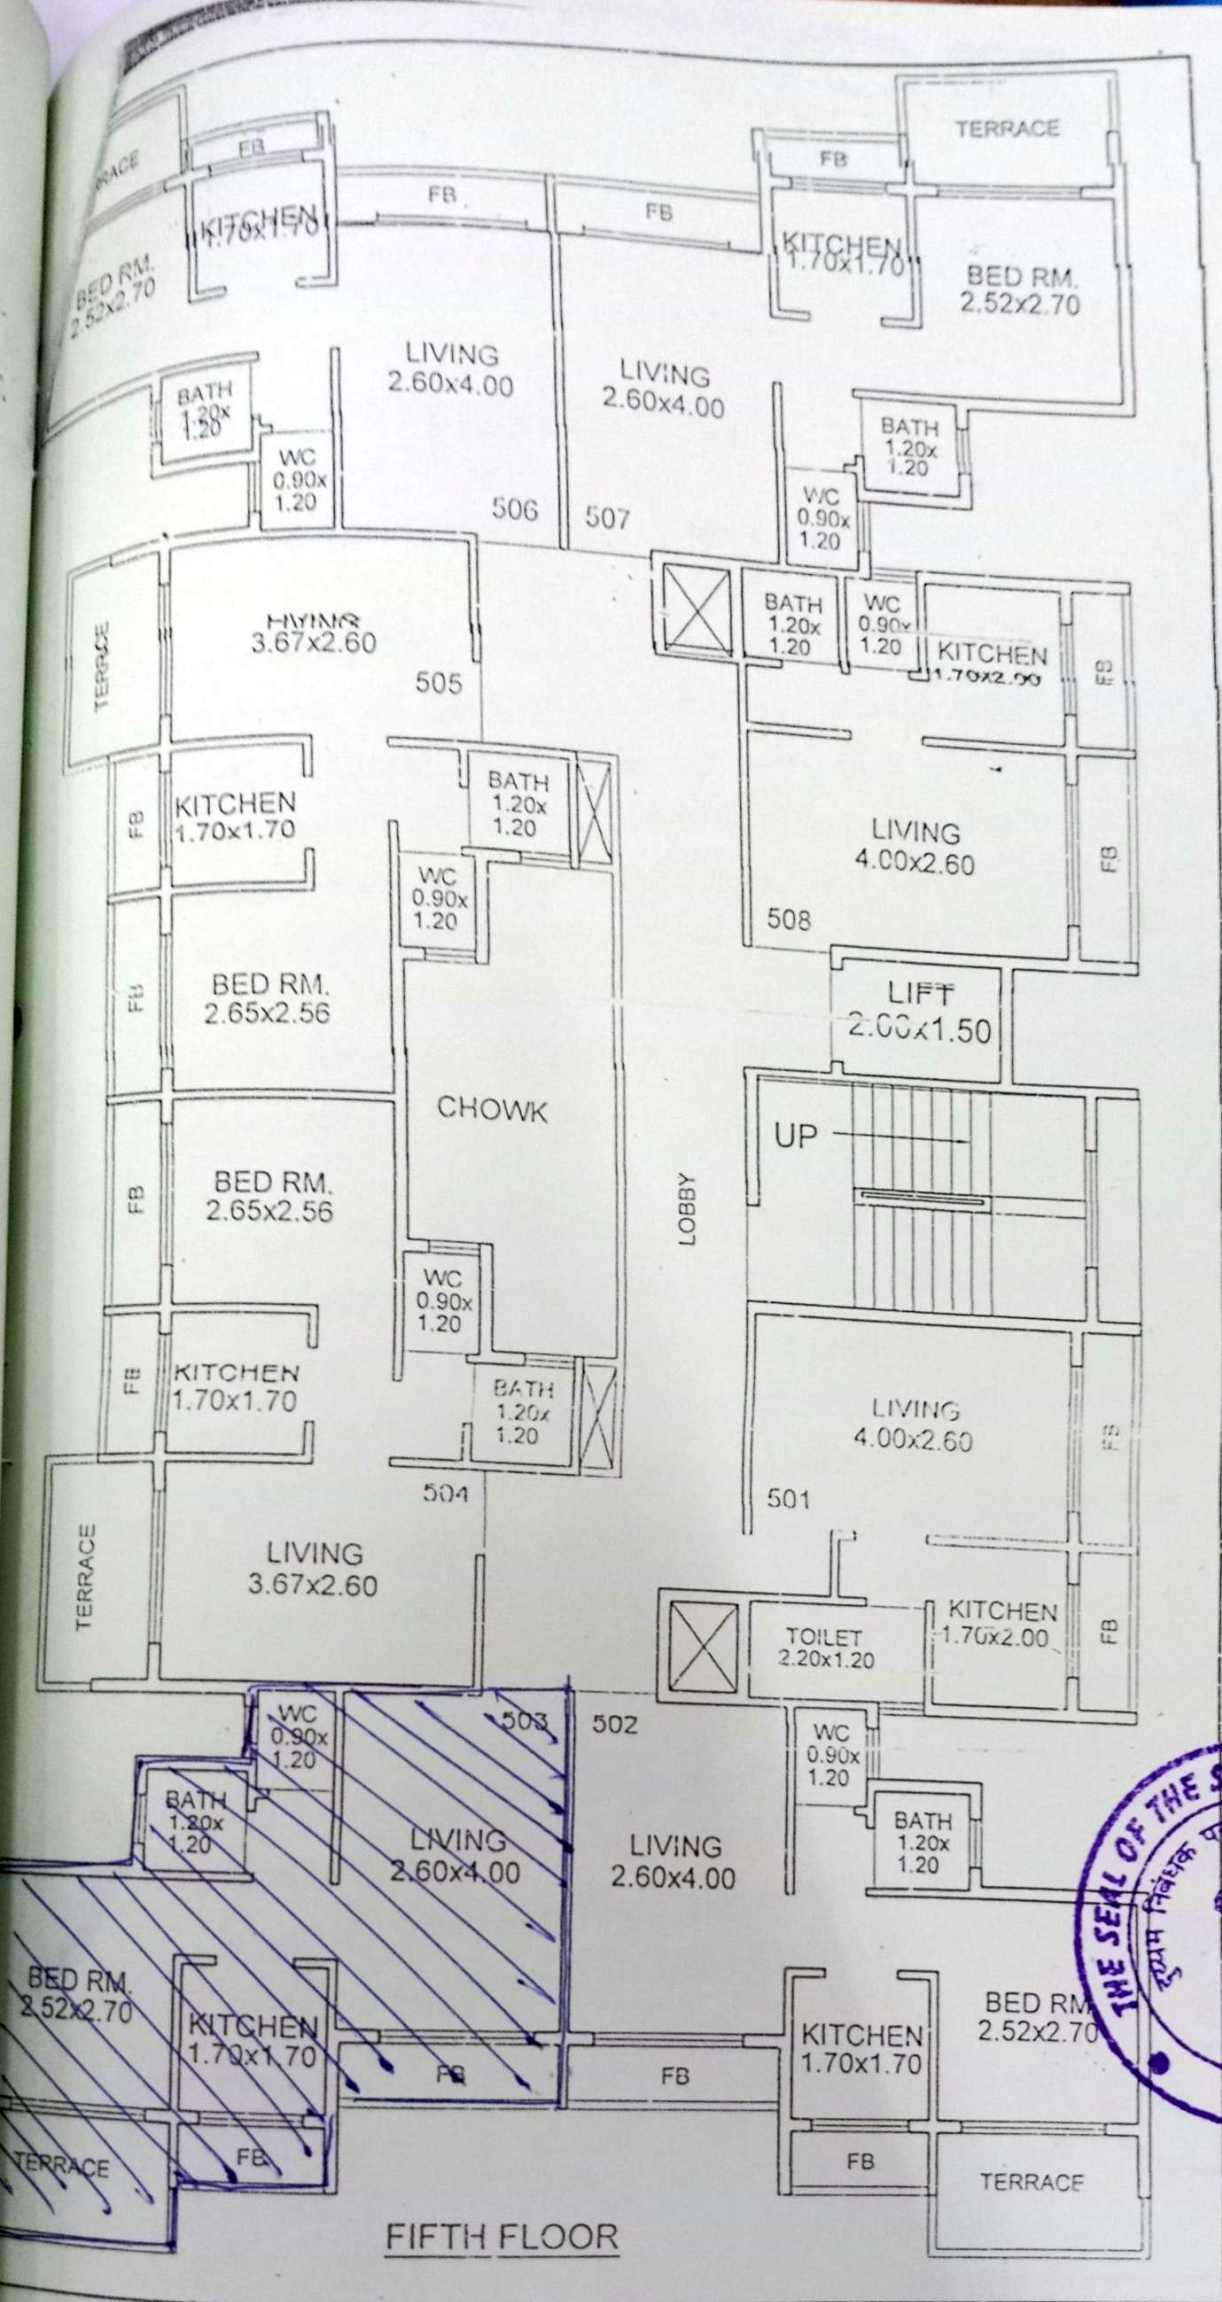 TERRACE
FB
FB
KITCHEN
1.70x1.70
FB
FB
KITCHEN
1.70x1.70
BED RM.
2.52x2.70
BED RM.
2.52x2.70
LIVING
2.60x4.00
LIVING
2.60x4.00
BATH
1.20x
1.20
WC
0.90x
1.20
BATH
1.20x
1.20
WC
0.90x
1.20
506
507
TERRACE
LIVING
3.67x2.60
505
BATH
1.20x
1.20
WC
0.90x
1.20
KITCHEN
1.70x2.00
FB
FB
KITCHEN
1.70x1.70
BATH
1.20x
1.20
LIVING
4.00x2.60
FB
WC
0.90x
1.20
508
FB
BED RM.
2.65x2.56
LIFT
2.00x1.50
CHOWK
UP
FB
BED RM.
2.65x2.56
LOBBY
WC
0.90x
1.20
FB
KITCHEN
1.70x1.70
BATH
1.20x
1.20
LIVING
4.00x2.60
FB
504
501
TERRACE
LIVING
3.67x2.60
TOILET
2.20x1.20
KITCHEN
1.70x2.00
FB
WC
0.90x
1.20
503
502
WC
0.90x
1.20
BATH
1.20x
1.20
LIVING
2.60x4.00
LIVING
2.60x4.00
BATH
1.20x
1.20
THE SEAL OF THE
BED RM.
2.52x2.70
KITCHEN
1.70x1.70
KITCHEN
1.70x1.70
BED RM
2.52x2.70
FB
FB
TERRACE
FB
FB
TERRACE
FIFTH FLOOR